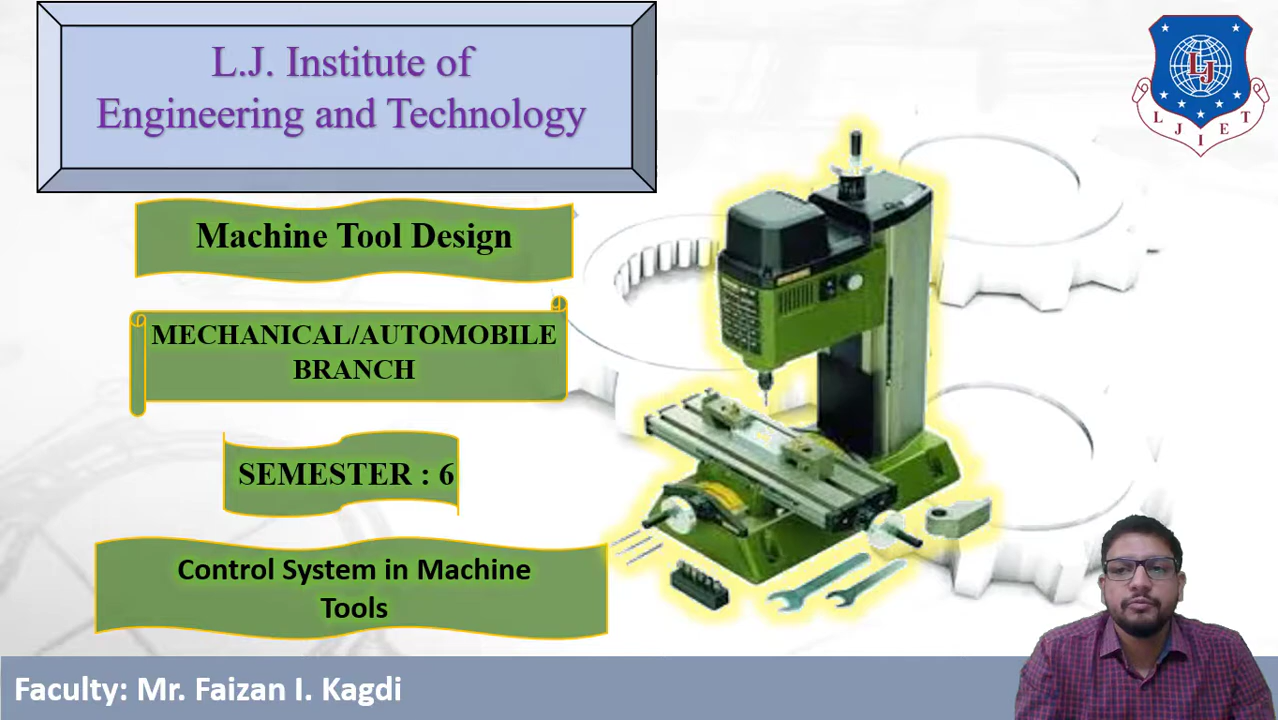 L.J. Institute of
Engineering and Technology
LJ
L J I E T
Machine Tool Design
MECHANICAL/AUTOMOBILE
BRANCH
SEMESTER : 6
Control System in Machine
Tools
Faculty: Mr. Faizan I. Kagdi